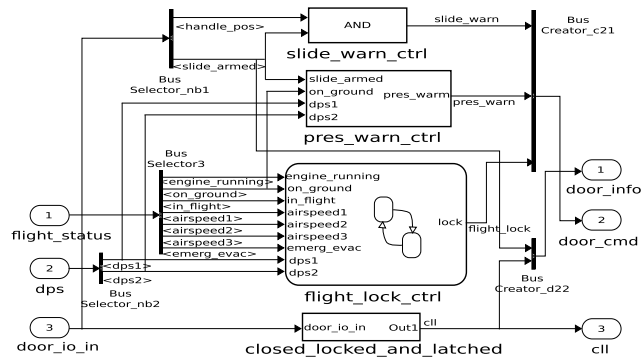 <handle_pos>
AND
slide_warn
Bus
Creator_c21
slide_warn_ctrl
<slide_armed>
Bus
Selector_nb1
slide_armed
on_ground
dps1
dps2
pres_warn
pres_warn
pres_warn_ctrl
Bus
Selector3
<engine_running>
<on_ground>
<in_flight>
<airspeed1>
<airspeed2>
<airspeed3>
<emerg_evac>
engine_running
on_ground
in_flight
airspeed1
airspeed2
airspeed3
emerg_evac
dps1
dps2
lock
flight_lock
flight_lock_ctrl
1
flight_status
2
dps
<dps1>
<dps2>
Bus
Selector_nb2
1
door_info
2
door_cmd
Bus
Creator_d22
3
door_io_in
door_io_in
Out1
cll
closed_locked_and_latched
3
cll